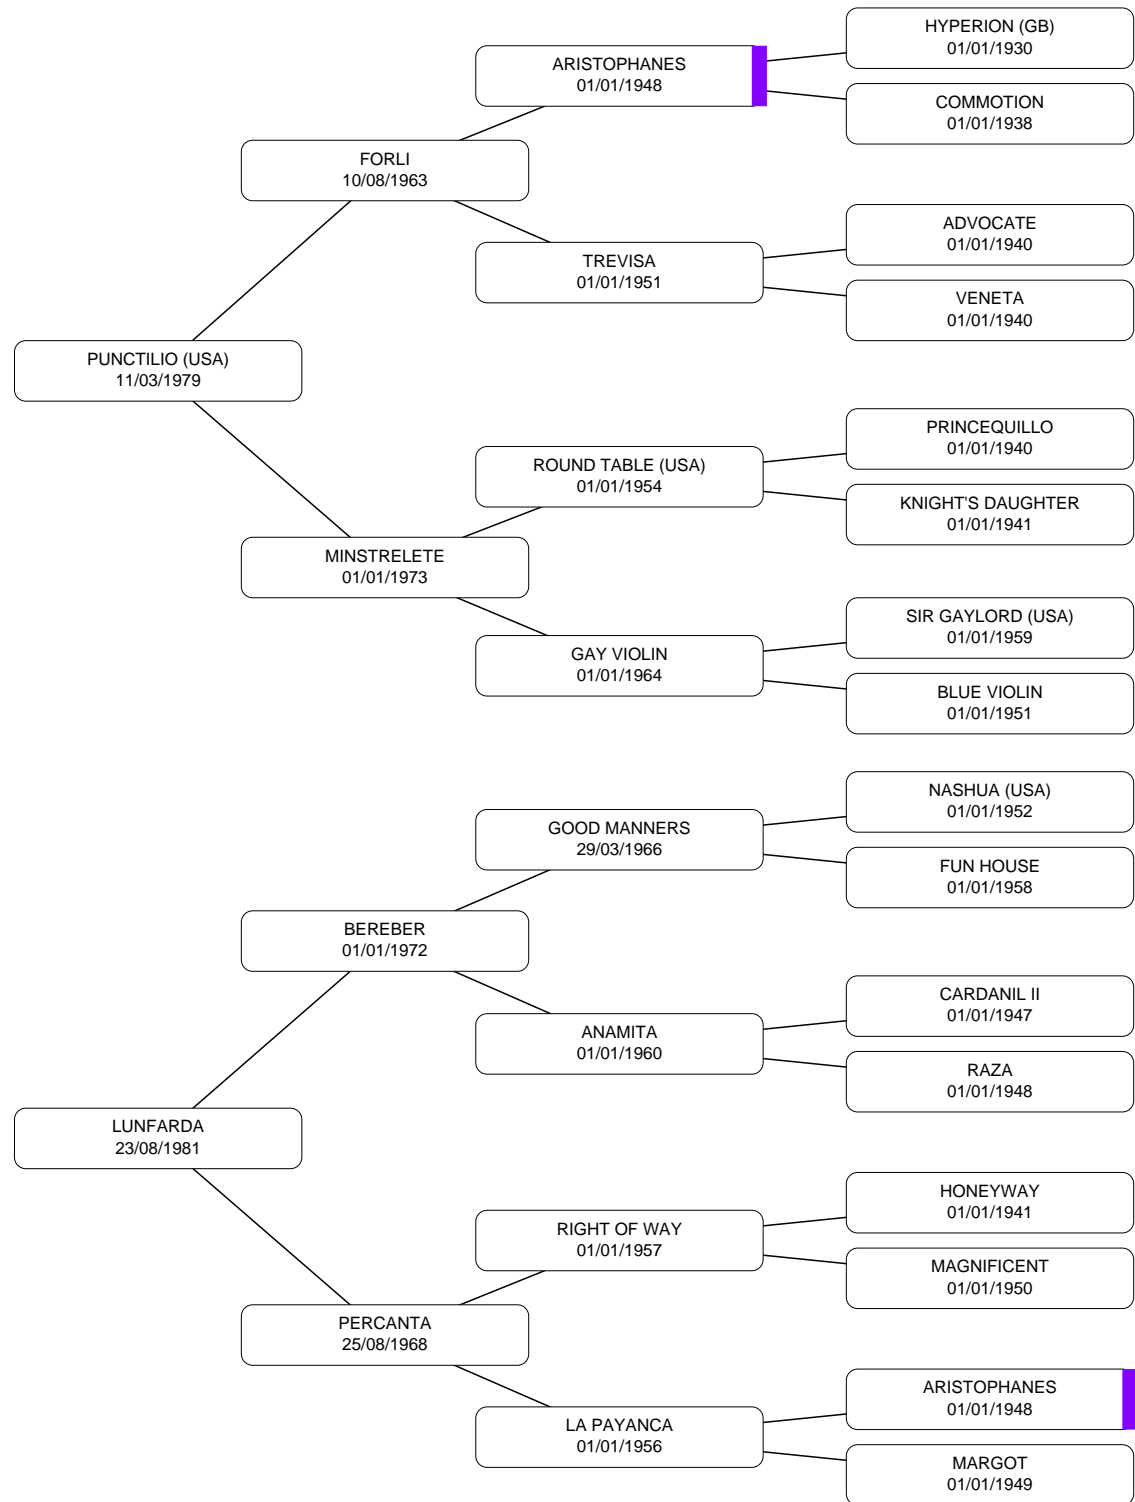 HYPERION (GB)
01/01/1930
ARISTOPHANES
01/01/1948
COMMOTION
01/01/1938
FORLI
10/08/1963
ADVOCATE
01/01/1940
TREVISA
01/01/1951
VENETA
01/01/1940
PUNCTILIO (USA)
11/03/1979
PRINCEQUILLO
01/01/1940
ROUND TABLE (USA)
01/01/1954
KNIGHT'S DAUGHTER
01/01/1941
MINSTRELETE
01/01/1973
SIR GAYLORD (USA)
01/01/1959
GAY VIOLIN
01/01/1964
BLUE VIOLIN
01/01/1951
NASHUA (USA)
01/01/1952
GOOD MANNERS
29/03/1966
FUN HOUSE
01/01/1958
BEREBER
01/01/1972
CARDANIL II
01/01/1947
ANAMITA
01/01/1960
RAZA
01/01/1948
LUNFARDA
23/08/1981
HONEYWAY
01/01/1941
RIGHT OF WAY
01/01/1957
MAGNIFICENT
01/01/1950
PERCANTA
25/08/1968
ARISTOPHANES
01/01/1948
LA PAYANCA
01/01/1956
MARGOT
01/01/1949